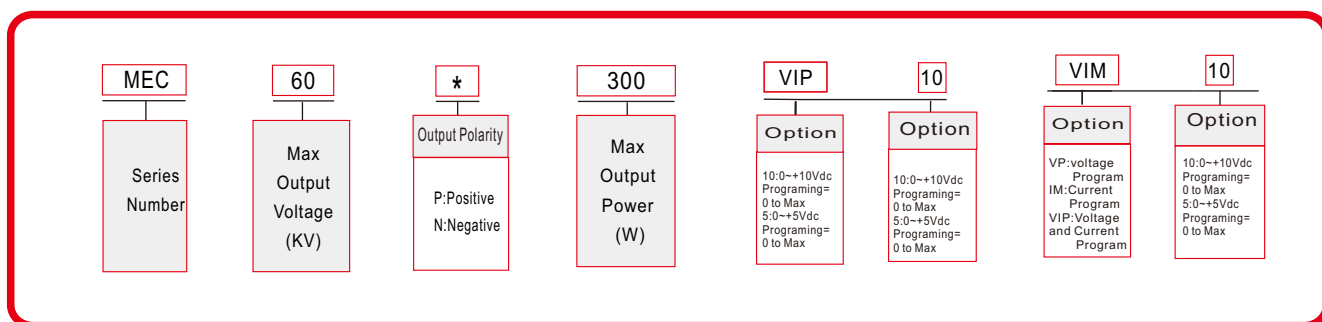 MEC
60
*
300
VIP
10
VIM
10
Series
Number
Max
Output
Voltage
(KV)
Output Polarity
P:Positive
N:Negative
Max
Output
Power
(W)
Option
10:0~+10Vdc
Programing=
0 to Max
5:0~+5Vdc
Programing=
0 to Max
Option
10:0~+10Vdc
Programing=
0 to Max
5:0~+5Vdc
Programing=
0 to Max
Option
VP:voltage
Program
IM:Current
Program
VIP:Voltage
and Current
Program
Option
10:0~+10Vdc
Programing=
0 to Max
5:0~+5Vdc
Programing=
0 to Max